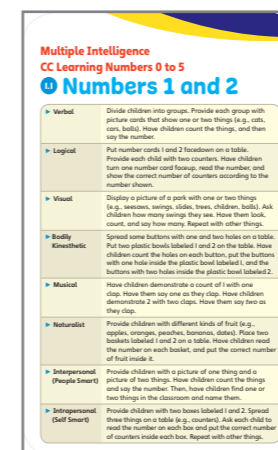 Multiple Intelligence
CC Learning Numbers 0 to 5
1.1 Numbers 1 and 2
▶ Verbal
Divide children into groups. Provide each group with
picture cards that show one or two things (e.g., cats,
cars, balls). Have children count the things, and then
say the number.
▶ Logical
Put number cards 1 and 2 facedown on a table.
Provide each child with two counters. Have children
turn one number card faceup, read the number, and
show the correct number of counters according to the
number shown.
▶ Visual
Display a picture of a park with one or two things
(e.g., seesaws, swings, slides, trees, children, balls). Ask
children how many swings they see. Have them look,
count, and say how many. Repeat with other things.
▶ Bodily
Kinesthetic
Spread some buttons with one and two holes on a table.
Put two plastic bowls labeled 1 and 2 on the table. Have
children count the holes on each button, put the buttons
with one hole inside the plastic bowl labeled 1, and the
buttons with two holes inside the plastic bowl labeled 2.
▶ Musical
Have children demonstrate a count of 1 with one
clap. Have them say one as they clap. Have children
demonstrate 2 with two claps. Have them say two as
they clap.
▶ Naturalist
Provide children with different kinds of fruit (e.g.,
apples, oranges, peaches, bananas, dates). Place two
baskets labeled 1 and 2 on a table. Have children read
the number on each basket, and put the correct number
of fruit inside it.
▶ Interpersonal
(People Smart)
Provide children with a picture of one thing and a
picture of two things. Have children count the things
and say the number. Then, have children find one or
two things in the classroom and name them.
▶ Intrapersonal
(Self Smart)
Provide children with two boxes labeled 1 and 2. Spread
three things on a table (e.g., counters). Ask each child to
read the number on each box and put the correct number
of counters inside each box. Repeat with other things.